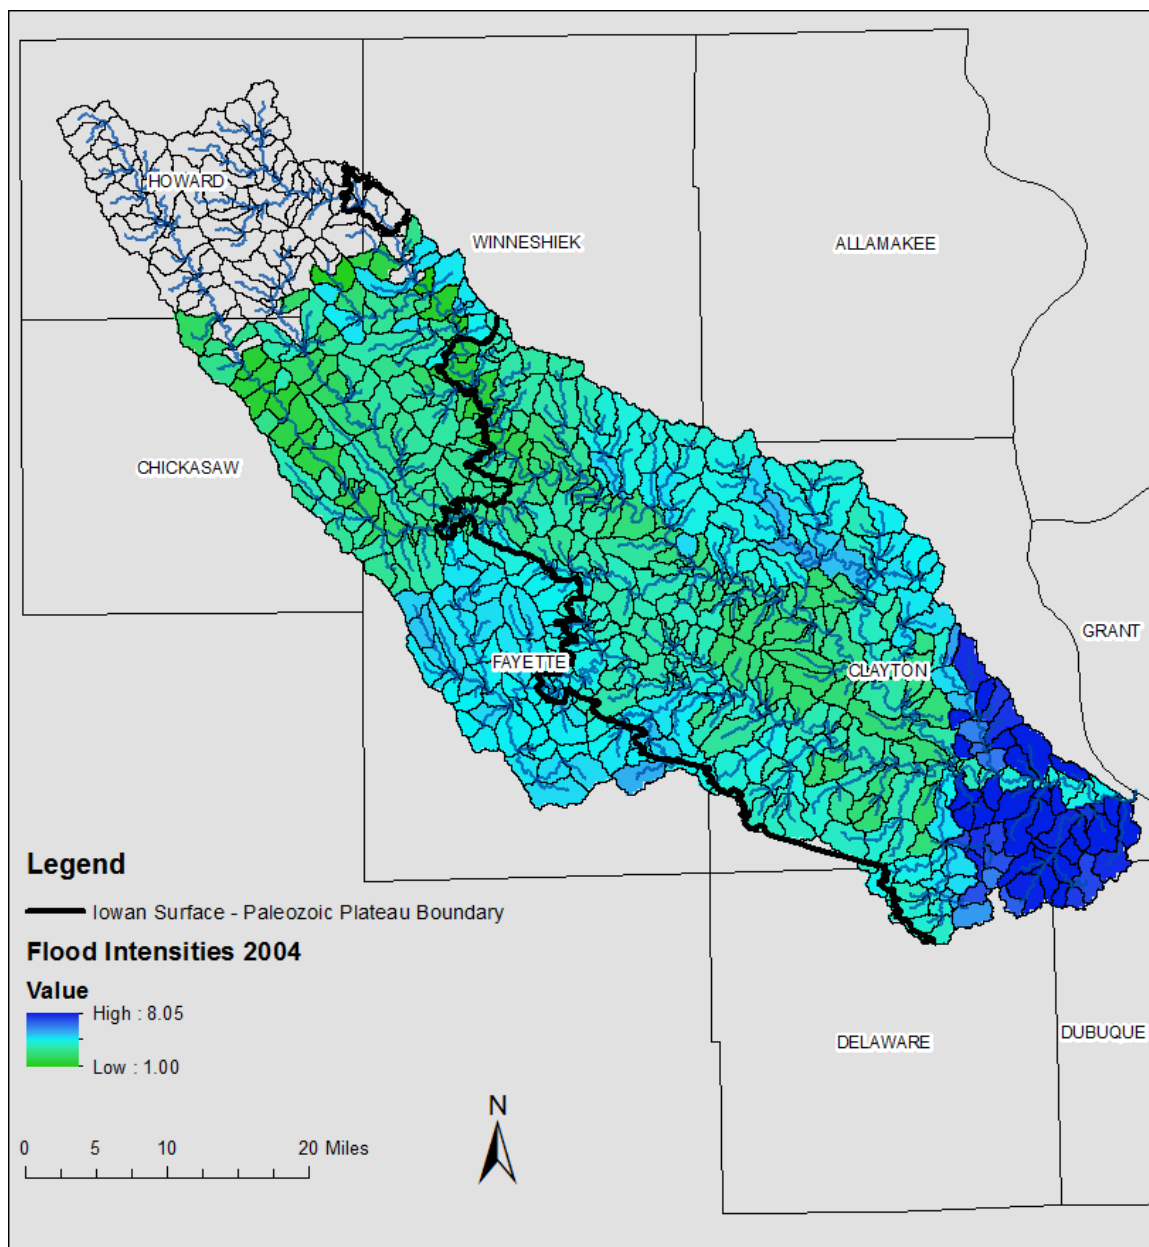 HOWARD
WINNESHIEK
ALLAMAKEE
CHICKASAW
GRANT
FAYETTE
CLAYTON
Legend
Iowan Surface - Paleozoic Plateau Boundary
Flood Intensities 2004
Value
High : 8.05
Low : 1.00
DELAWARE
DUBUQUE
N
0 5 10 20 Miles